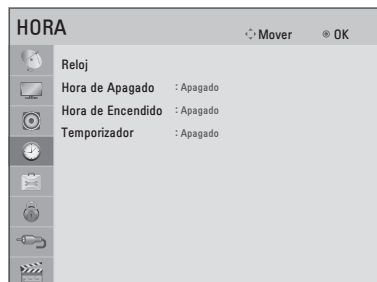 HORA
Mover OK
Reloj
Hora de Apagado : Apagado
Hora de Encendido : Apagado
Temporizador : Apagado